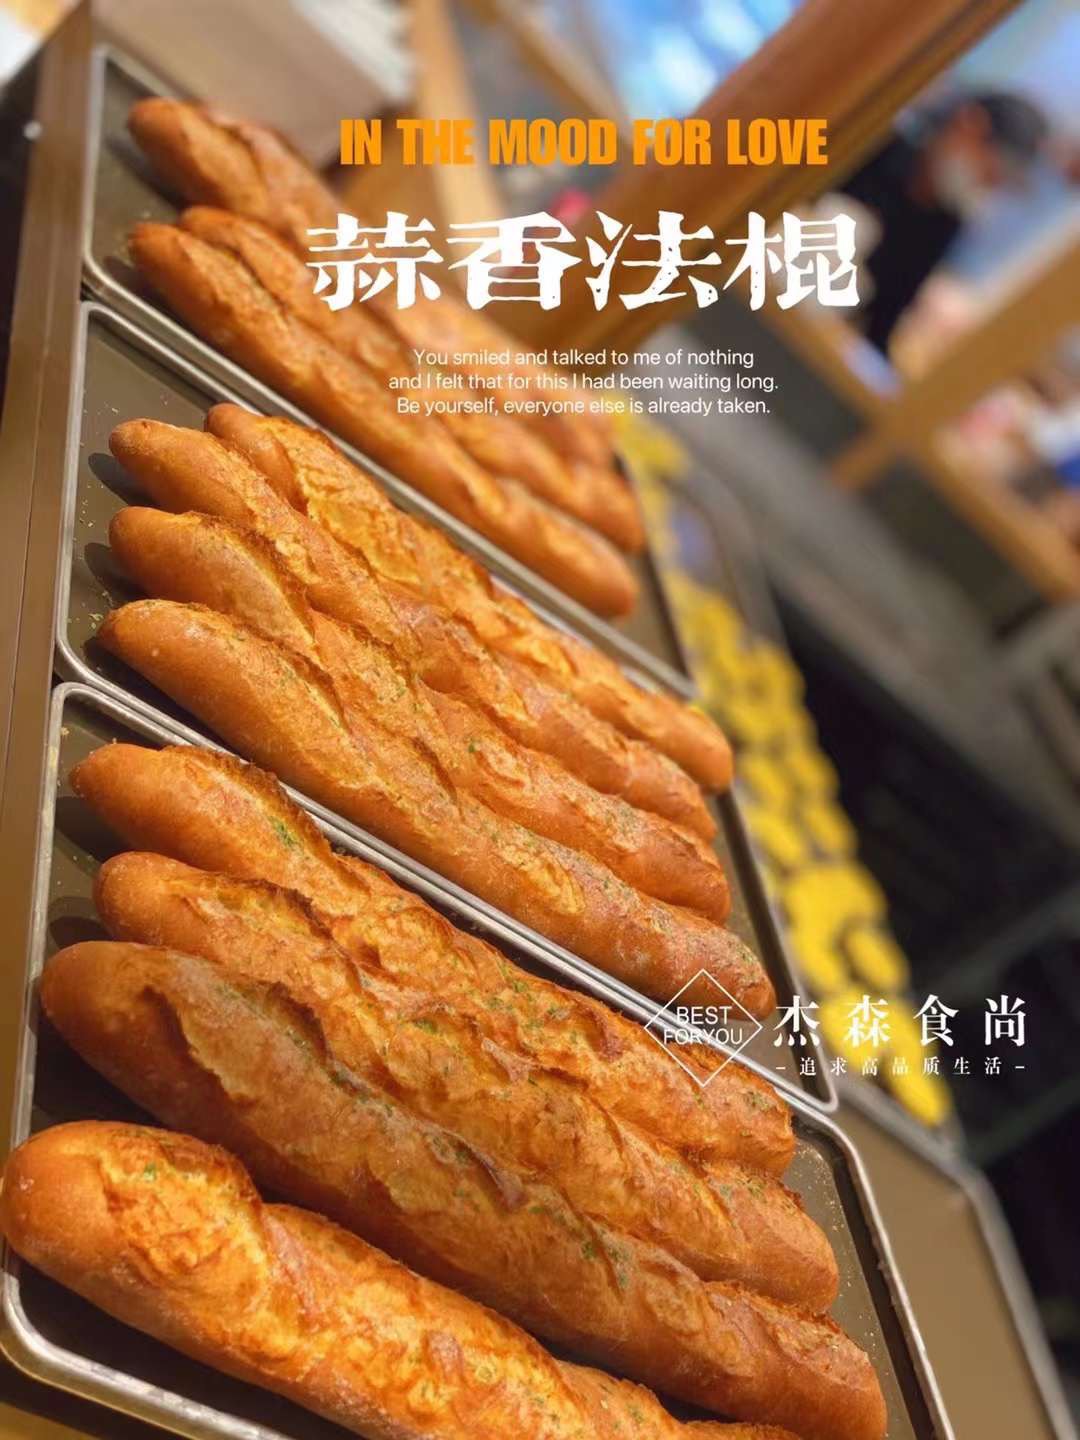 IN THE MOOD FOR LOVE
蒜香法棍
You smiled and talked to me of nothing
and I felt that for this I had been waiting long.
Be yourself, everyone else is already taken.
BEST
FORYOU
杰森食尚
-追求高品质生活-